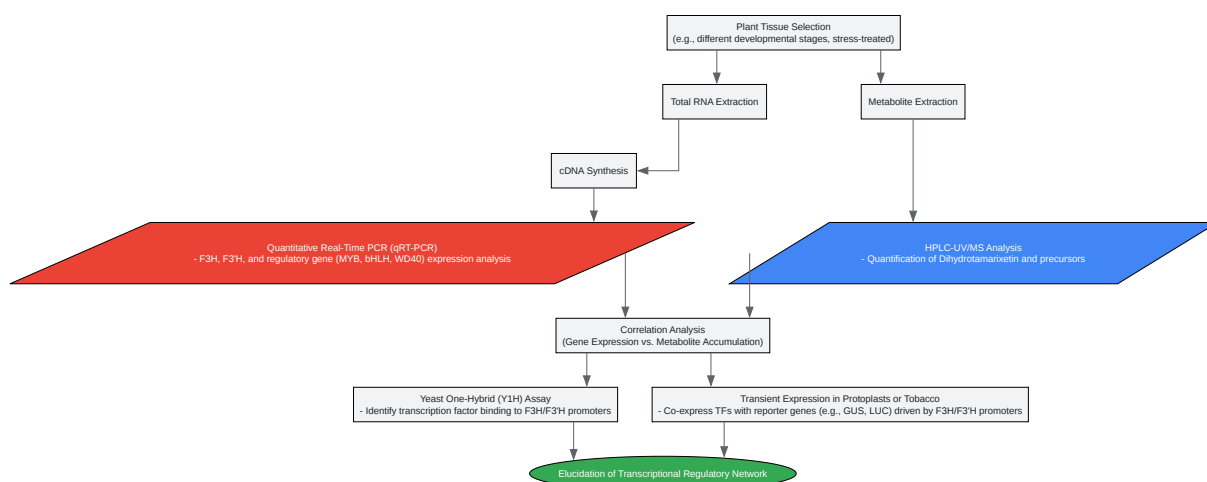 Plant Tissue Selection
(e.g., different developmental stages, stress-treated)
Total RNA Extraction
Metabolite Extraction
cDNA Synthesis
Quantitative Real-Time PCR (qRT-PCR)
- F3H, F3'H, and regulatory gene (MYB, bHLH, WD40) expression analysis
HPLC-UV/MS Analysis
- Quantification of Dihydrotamarixetin and precursors
Correlation Analysis
(Gene Expression vs. Metabolite Accumulation)
Yeast One-Hybrid (Y1H) Assay
- Identify transcription factor binding to F3H/F3'H promoters
Transient Expression in Protoplasts or Tobacco
- Co-express TFs with reporter genes (e.g., GUS, LUC) driven by F3H/F3'H promoters
Elucidation of Transcriptional Regulatory Network